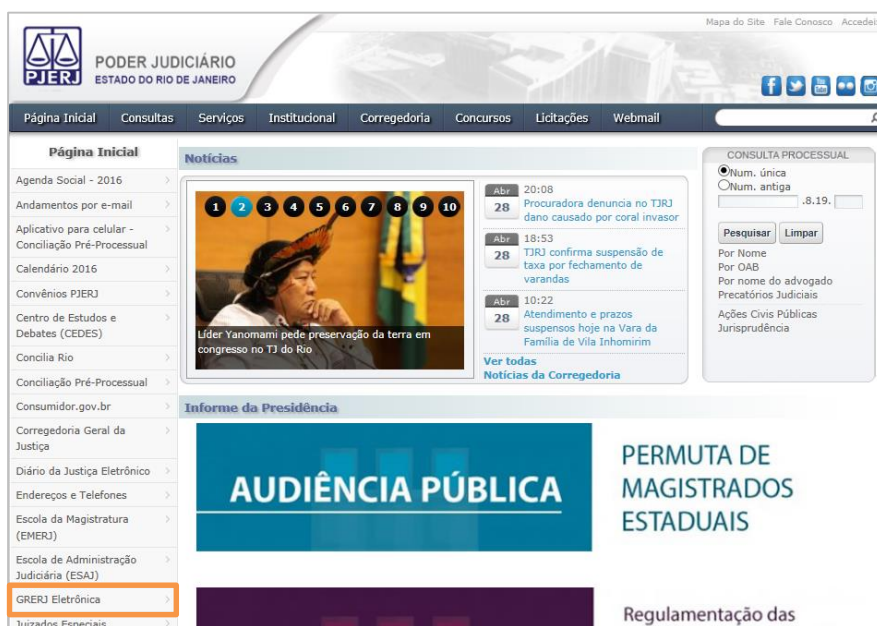 Mapa do Site Fale Conosco
PJERJ
PODER JUDICIÁRIO
ESTADO DO RIO DE JANEIRO
Página Inicial Consultas Serviços Institucional Corregedoria Concursos Licitações Webmail
Página Inicial
Agenda Social - 2016
Andamentos por e-mail
Aplicativo para celular -
Conciliação Pré-Processual
Calendário 2016
Convênios PJERJ
Centro de Estudos e
Debates (CEDES)
Concilia Rio
Conciliação Pré-Processual
Consumidor.gov.br
Corregedoria Geral da
Justiça
Diário da Justiça Eletrônico
Endereços e Telefones
Escola da Magistratura
(EMERJ)
Escola de Administração
Judiciária (ESAJ)
GRERJ Eletrônica
Juizados Especiais
Notícias
1 2 3 4 5 6 7 8 9 10
Líder Yanomami pede preservação da terra em
congresso no TJ do Rio
Abr 28
20:08
Procuradora denuncia no TJRJ
dano causado por coral invasor
Abr 28
18:53
TJRJ confirma suspensão de
taxa por fechamento de
varandas
Abr 28
10:22
Atendimento e prazos
suspensos hoje na Vara da
Família de Vila Inhomirim
Ver todas
Notícias da Corregedoria
CONSULTA PROCESSUAL
Num. única
Num. antiga
.8.19.
Pesquisar Limpar
Por Nome
Por OAB
Por nome do advogado
Precatórios Judiciais
Ações Civis Públicas
Jurisprudência
Informe da Presidência
AUDIÊNCIA PÚBLICA
PERMUTA DE
MAGISTRADOS
ESTADUAIS
Regulamentação das